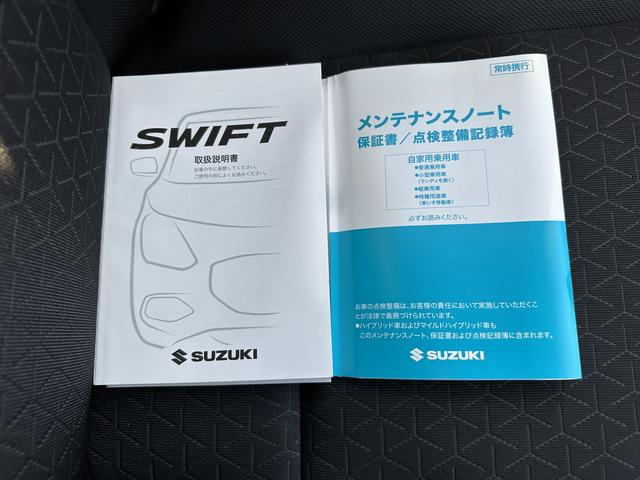 SWIFT
取扱説明書
お車の中に保管してください。
ご使用の前によくお読みください。
SUZUKI
常時携行
メンテナンスノート
保証書／点検整備記録簿
自家用乗用車
●普通乗用車
●小型乗用車
（ランディを除く）
●軽乗用車
●特種用途車
（車いす移動車）
必ずお読みください。
お車の点検整備は、お客様の責任において実施していただくこ
とが法律で義務づけられています。
●ハイブリッド車およびマイルドハイブリッド車も
このメンテナンスノート、保証書および点検記録簿に含まれます。
SUZUKI